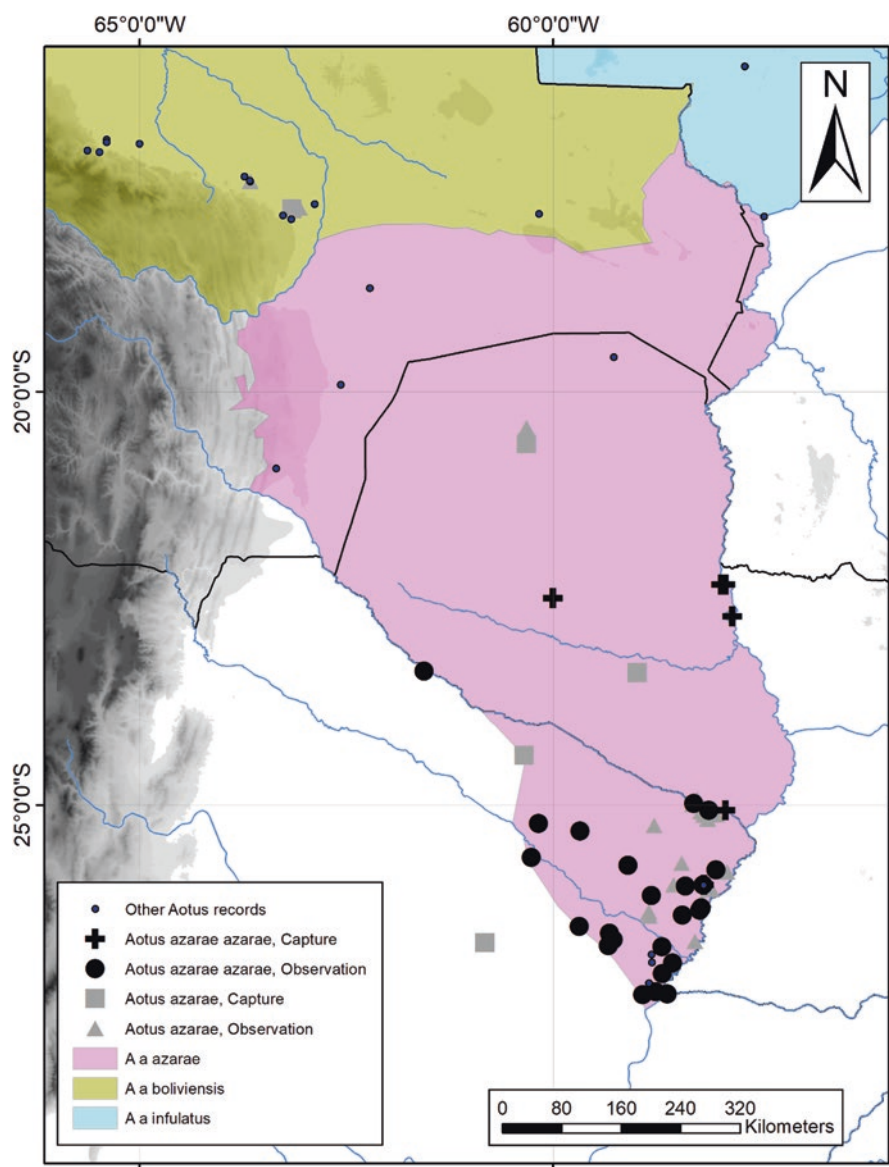 65°0'0"W 60°0'0"W
N
20°0'0"S
25°0'0"S
Other Aotus records
Aotus azarae azarae, Capture
Aotus azarae azarae, Observation
Aotus azarae, Capture
Aotus azarae, Observation
A a azarae
A a boliviensis
A a infulatus
0 80 160 240 320
Kilometers